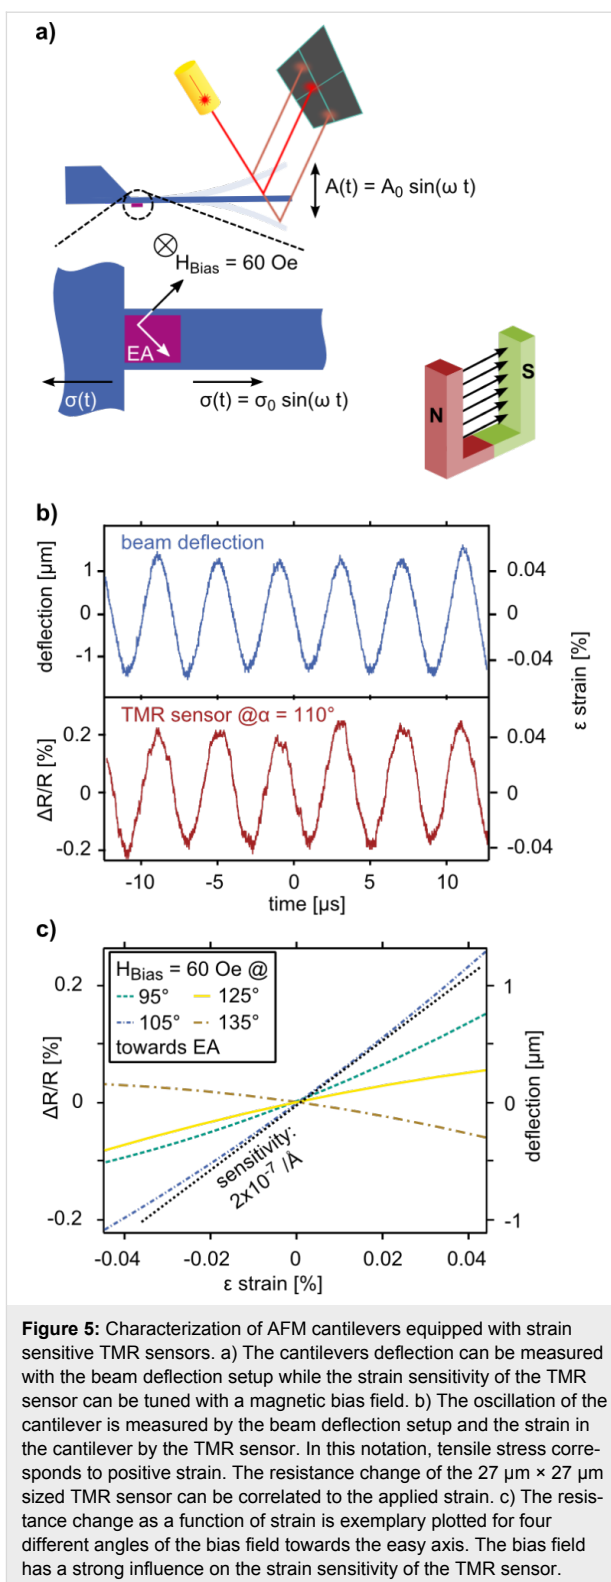 a)
A(t) = A0 sin(ω t)
HBias = 60 Oe
EA
σ(t)
σ(t) = σ0 sin(ω t)
N
S
b)
beam deflection
deflection [µm]
1
0
-1
0.04
0
-0.04
ε strain [%]
TMR sensor @α = 110°
ΔR/R [%]
0.2
0
-0.2
0.04
0
-0.04
-10 -5 0 5 10
time [µs]
c)
HBias = 60 Oe @
95° 125°
105° 135°
towards EA
ΔR/R [%]
0.2
0
-0.2
sensitivity:
2x10-7 /Å
1
0
-1
deflection [µm]
-0.04 -0.02 0 0.02 0.04
ε strain [%]
Figure 5: Characterization of AFM cantilevers equipped with strain
sensitive TMR sensors. a) The cantilevers deflection can be measured
with the beam deflection setup while the strain sensitivity of the TMR
sensor can be tuned with a magnetic bias field. b) The oscillation of the
cantilever is measured by the beam deflection setup and the strain in
the cantilever by the TMR sensor. In this notation, tensile stress corre-
sponds to positive strain. The resistance change of the 27 µm × 27 µm
sized TMR sensor can be correlated to the applied strain. c) The resis-
tance change as a function of strain is exemplary plotted for four
different angles of the bias field towards the easy axis. The bias field
has a strong influence on the strain sensitivity of the TMR sensor.